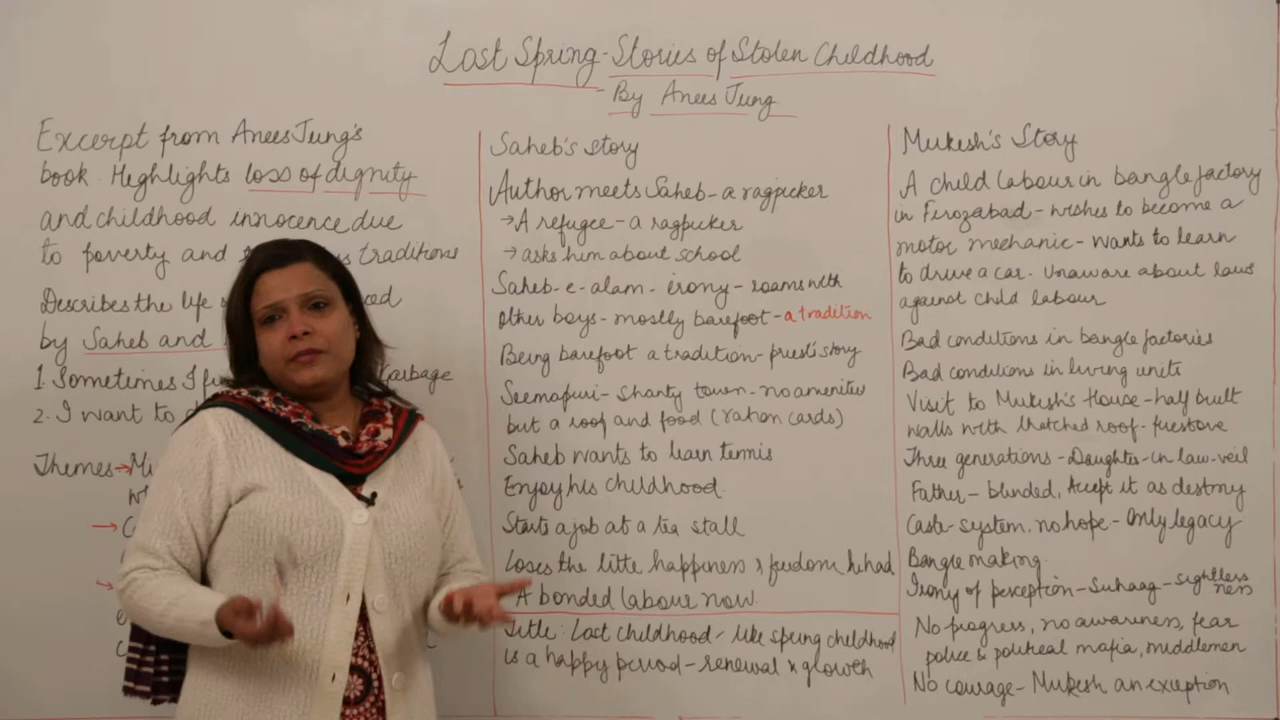 Lost Spring - Stories of Stolen Childhood
- By Anees Jung
Excerpt from Anees Jung's
book. Highlights loss of dignity
and childhood innocence due
to poverty and traditions
Describes the life
by Saheb and
1. Sometimes I Garbage
2. I want to
Themes →
→
→
Saheb's story
Author meets Saheb - a ragpicker
→ A refugee - a ragpicker
→ asks him about school
Saheb-e-alam - irony - roams with
other boys - mostly barefoot - a tradition
Being barefoot a tradition - priest's story
Seemapuri - shanty town - no amenities
but a roof and food (ration cards)
Saheb wants to learn tennis
Enjoy his childhood.
Starts a job at a tea stall
Loses the little happiness & freedom he had
A bonded labour now.
Title: Lost childhood - like spring childhood
is a happy period - renewal & growth
Mukesh's Story
A child labour in bangle factory
in Firozabad - wishes to become a
motor mechanic - wants to learn
to drive a car. Unaware about laws
against child labour
Bad conditions in bangle factories
Bad conditions in living units
Visit to Mukesh's House - half built
walls with thatched roof - firestove
Three generations - Daughter-in-law - veil
Father - blinded, Accept it as destiny
Caste-system. no hope - Only legacy
Bangle making.
Irony of perception - Suhaag - sightless
ness
No progress, no awareness, fear
police & political mafia, middlemen
No courage - Mukesh an exception